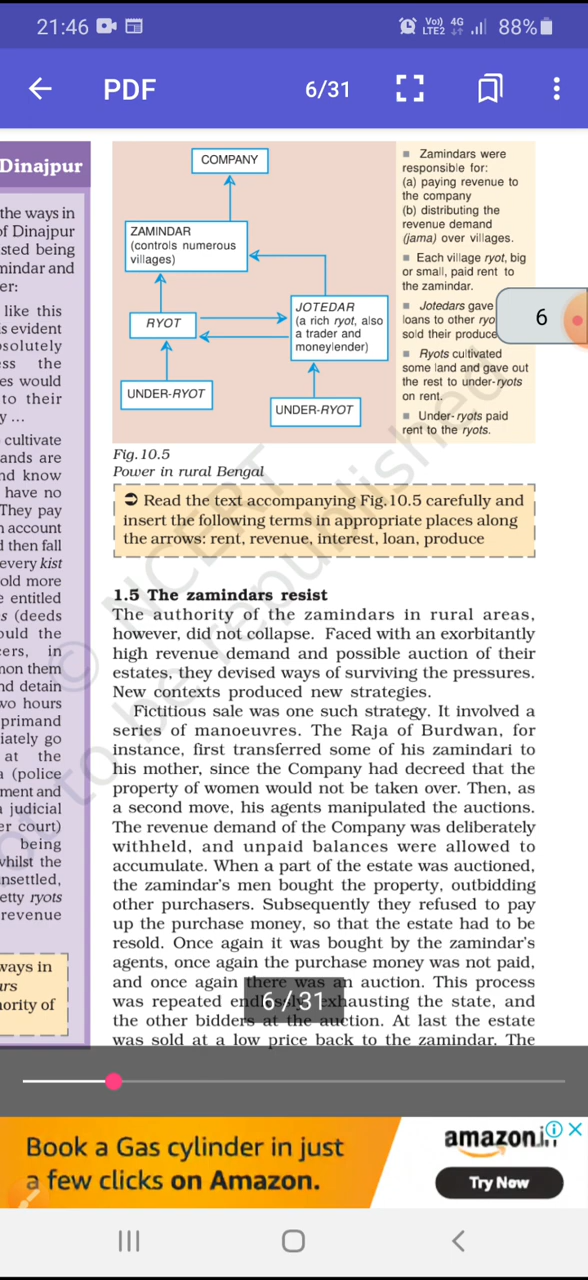 21:46
Vo)) 4G
LTE2
88%
PDF
6/31
Dinajpur
the ways in
of Dinajpur
sted being
mindar and
er:
like this
is evident
bsolutely
ess the
es would
to their
y ...
cultivate
ands are
nd know
have no
They pay
n account
d then fall
every kist
old more
e entitled
s (deeds
ould the
cers, in
mon them
nd detain
wo hours
primand
iately go
at the
a (police
ment and
a judicial
er court)
being
whilst the
nsettled,
etty ryots
revenue
ways in
urs
hority of
COMPANY
ZAMINDAR
(controls numerous
villages)
RYOT
JOTEDAR
(a rich ryot, also
a trader and
moneylender)
UNDER-RYOT
UNDER-RYOT
■ Zamindars were
responsible for:
(a) paying revenue to
the company
(b) distributing the
revenue demand
(jama) over villages.
■ Each village ryot, big
or small, paid rent to
the zamindar.
■ Jotedars gave
loans to other ryo
sold their produce
■ Ryots cultivated
some land and gave out
the rest to under-ryots
on rent.
■ Under-ryots paid
rent to the ryots.
6
Fig. 10.5
Power in rural Bengal
➲ Read the text accompanying Fig.10.5 carefully and
insert the following terms in appropriate places along
the arrows: rent, revenue, interest, loan, produce
1.5 The zamindars resist
The authority of the zamindars in rural areas,
however, did not collapse. Faced with an exorbitantly
high revenue demand and possible auction of their
estates, they devised ways of surviving the pressures.
New contexts produced new strategies.
Fictitious sale was one such strategy. It involved a
series of manoeuvres. The Raja of Burdwan, for
instance, first transferred some of his zamindari to
his mother, since the Company had decreed that the
property of women would not be taken over. Then, as
a second move, his agents manipulated the auctions.
The revenue demand of the Company was deliberately
withheld, and unpaid balances were allowed to
accumulate. When a part of the estate was auctioned,
the zamindar's men bought the property, outbidding
other purchasers. Subsequently they refused to pay
up the purchase money, so that the estate had to be
resold. Once again it was bought by the zamindar's
agents, once again the purchase money was not paid,
and once again there was an auction. This process
was repeated exhausting the state, and
the other bidders at the auction. At last the estate
was sold at a low price back to the zamindar. The
6 / 31
© NCERT
not to be republished
Book a Gas cylinder in just
a few clicks on Amazon.
amazon.in
Try Now